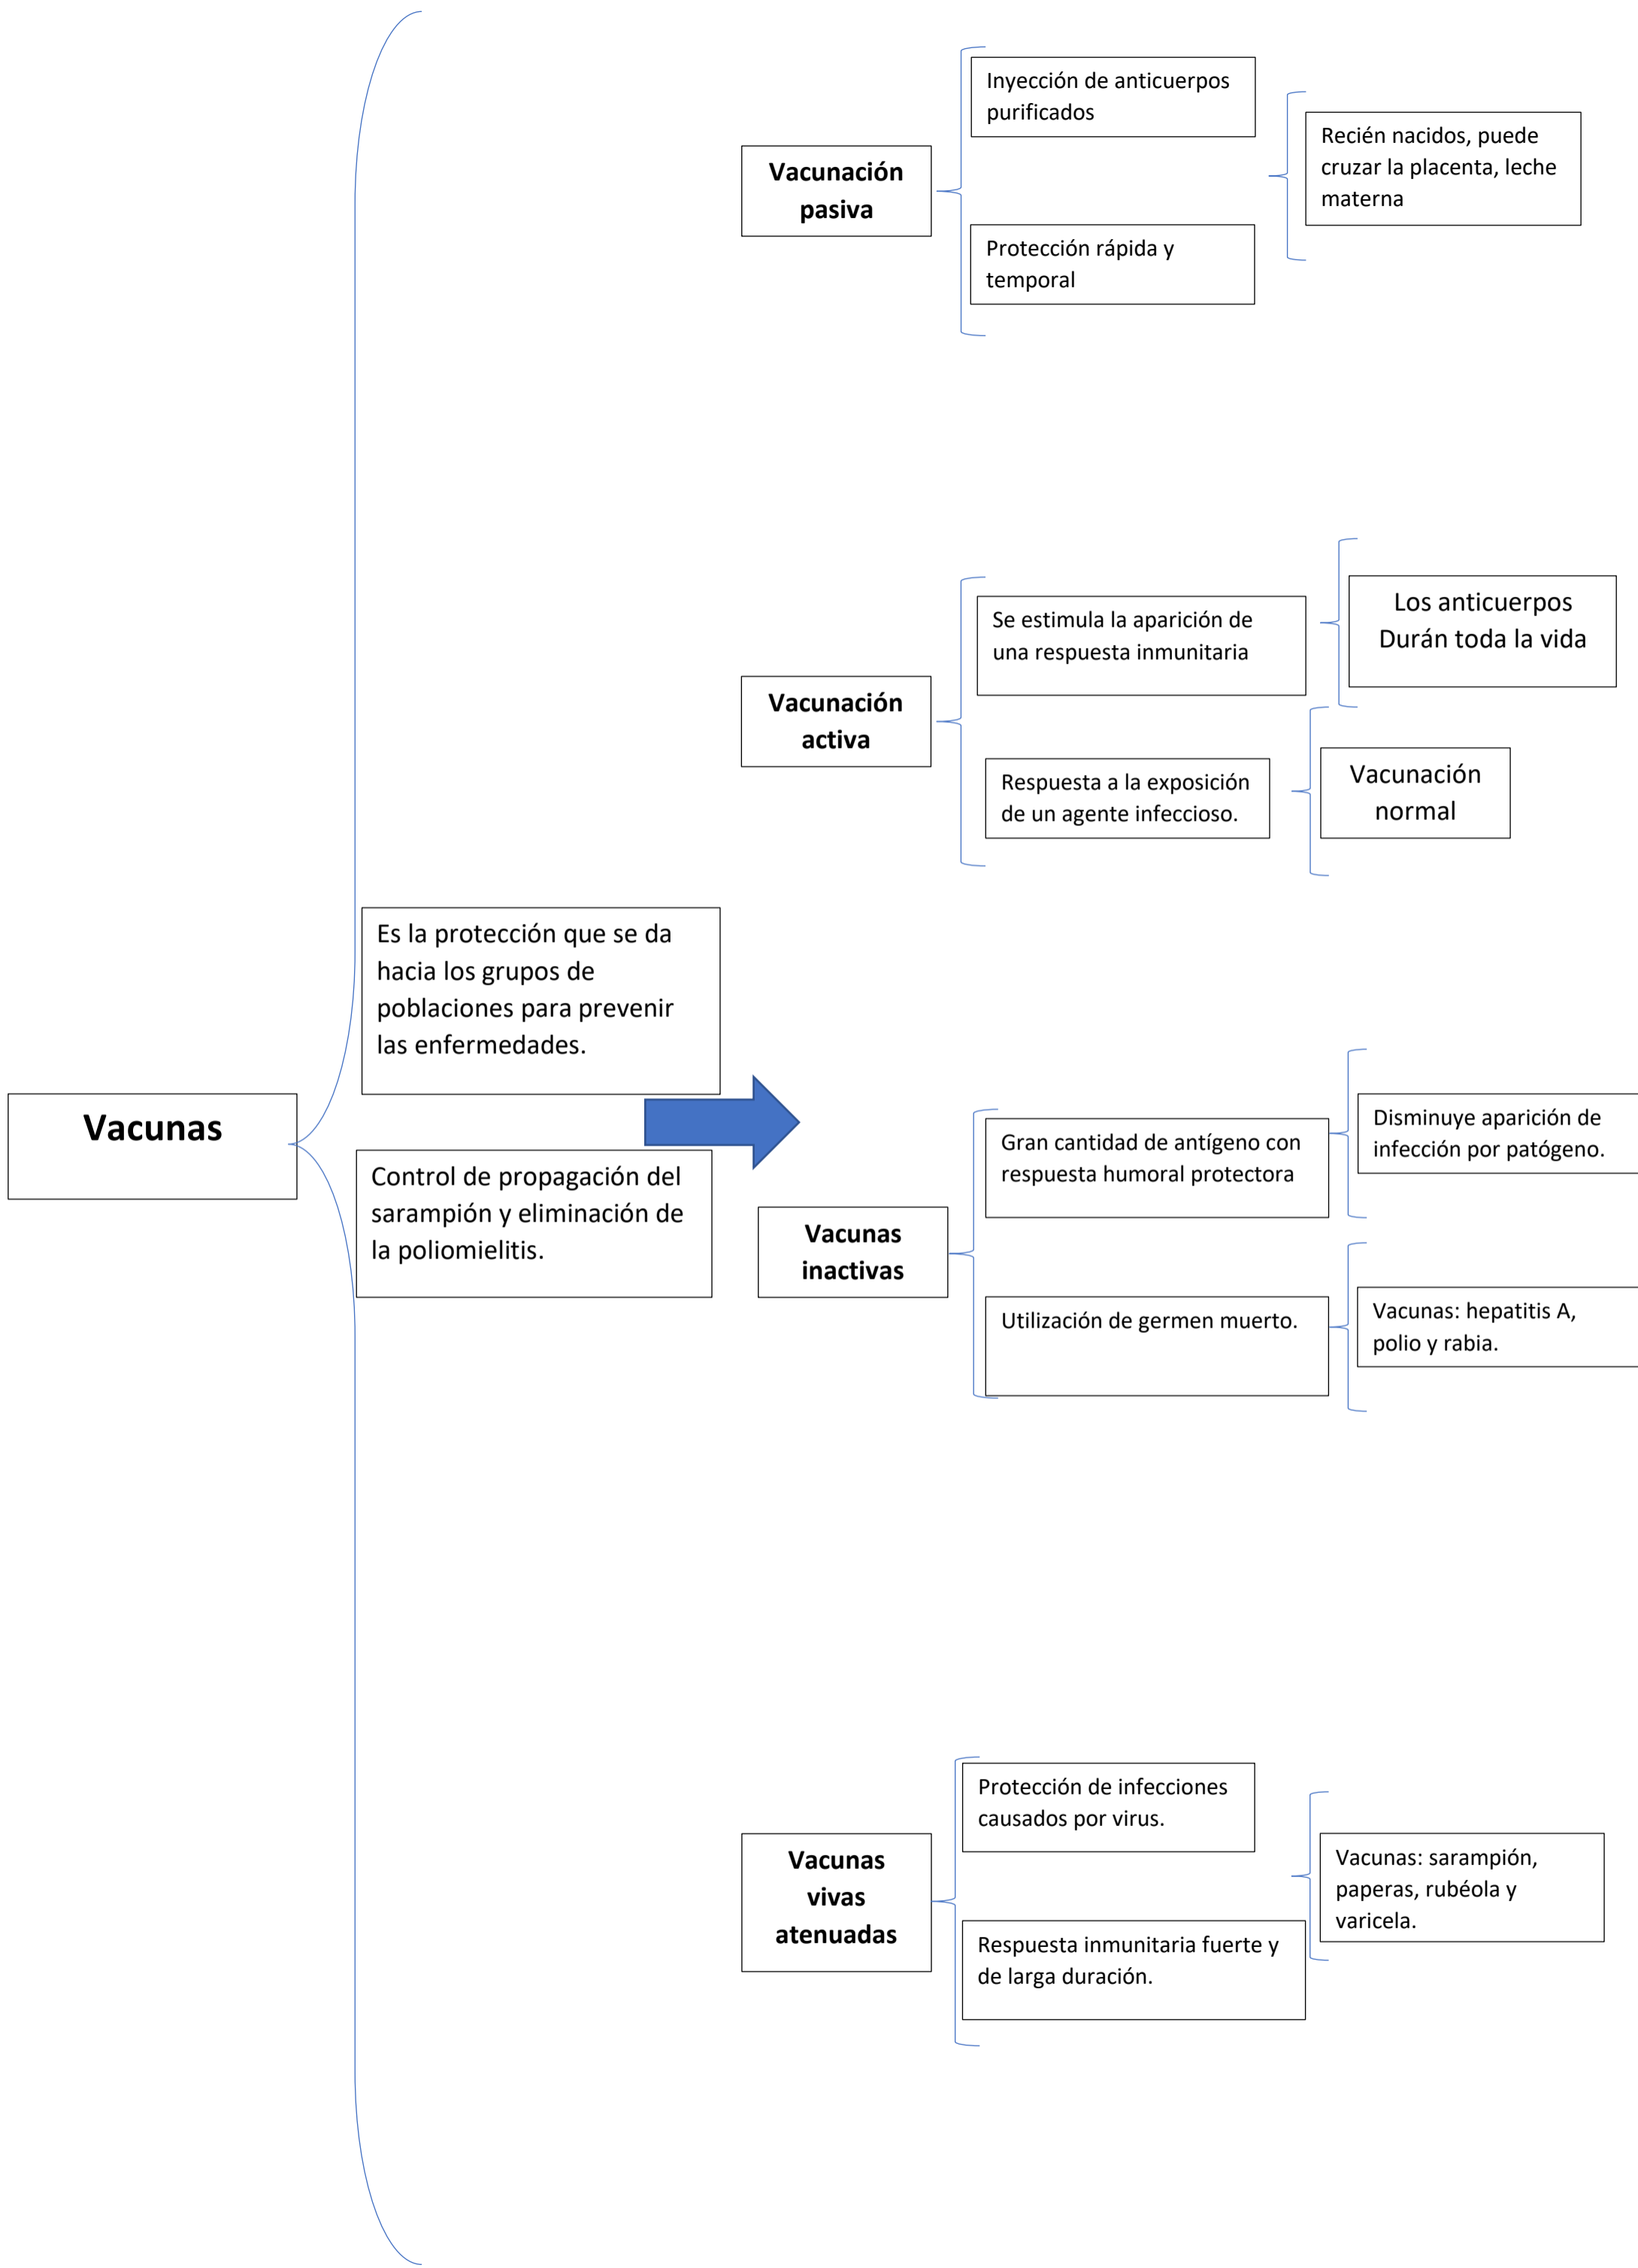 Vacunas
Es la protección que se da
hacia los grupos de
poblaciones para prevenir
las enfermedades.
Control de propagación del
sarampión y eliminación de
la poliomielitis.
Vacunación
pasiva
Inyección de anticuerpos
purificados
Protección rápida y
temporal
Recién nacidos, puede
cruzar la placenta, leche
materna
Vacunación
activa
Se estimula la aparición de
una respuesta inmunitaria
Los anticuerpos
Durán toda la vida
Respuesta a la exposición
de un agente infeccioso.
Vacunación
normal
Vacunas
inactivas
Gran cantidad de antígeno con
respuesta humoral protectora
Disminuye aparición de
infección por patógeno.
Utilización de germen muerto.
Vacunas: hepatitis A,
polio y rabia.
Vacunas
vivas
atenuadas
Protección de infecciones
causados por virus.
Respuesta inmunitaria fuerte y
de larga duración.
Vacunas: sarampión,
paperas, rubéola y
varicela.